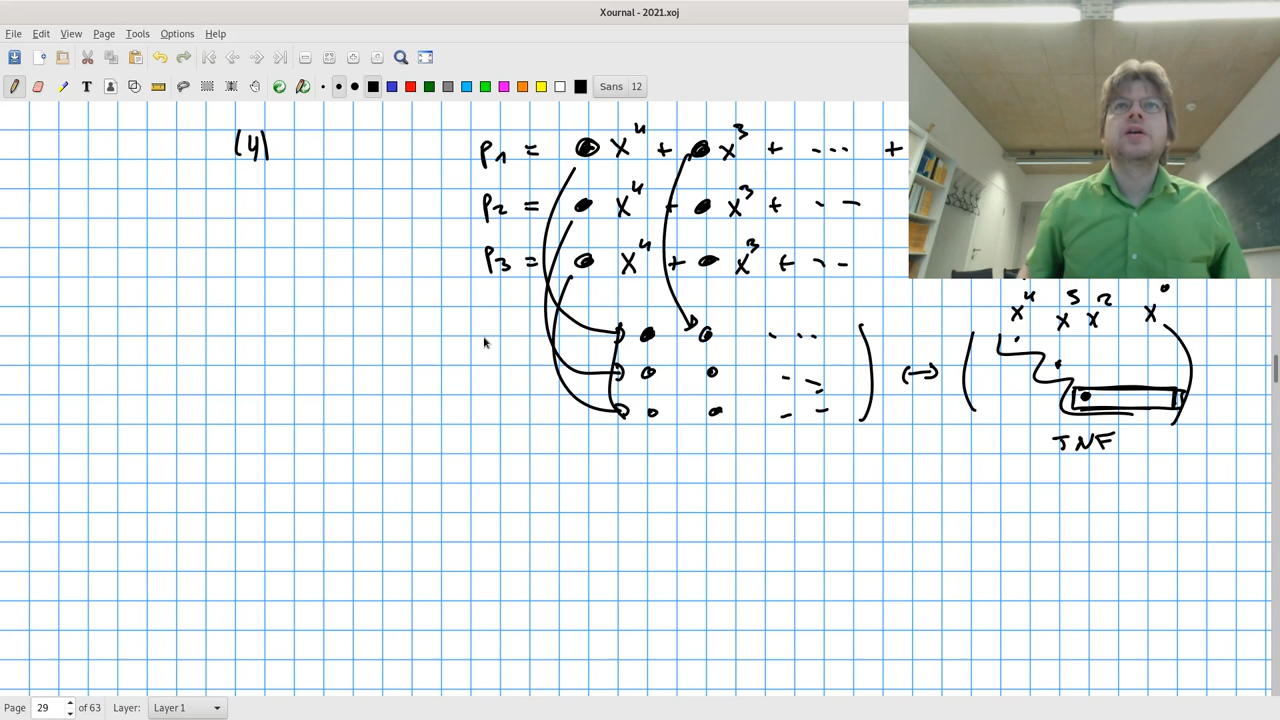 Xournal - 2021.xoj
File Edit View Page Tools Options Help
Sans 12
(4)
p1 = ● x⁴ + ● x³ + ... +
p2 = ● x⁴ + ● x³ + ...
p3 = ● x⁴ + ● x³ + ...
x⁴ x³ x² x⁰
Page 29 of 63 Layer: Layer 1